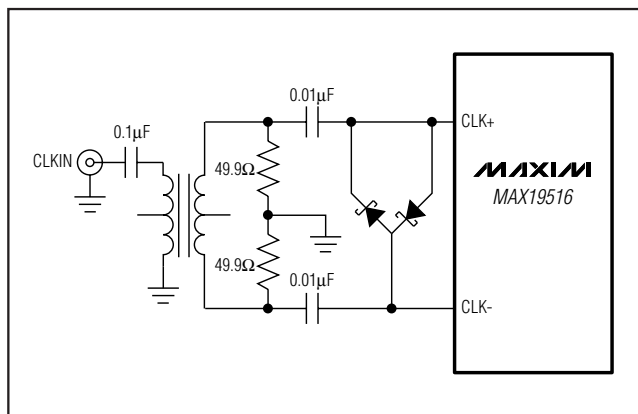 0.01µF
0.1µF
CLKIN
CLK+
49.9Ω
MAXIM
MAX19516
49.9Ω
0.01µF
CLK-